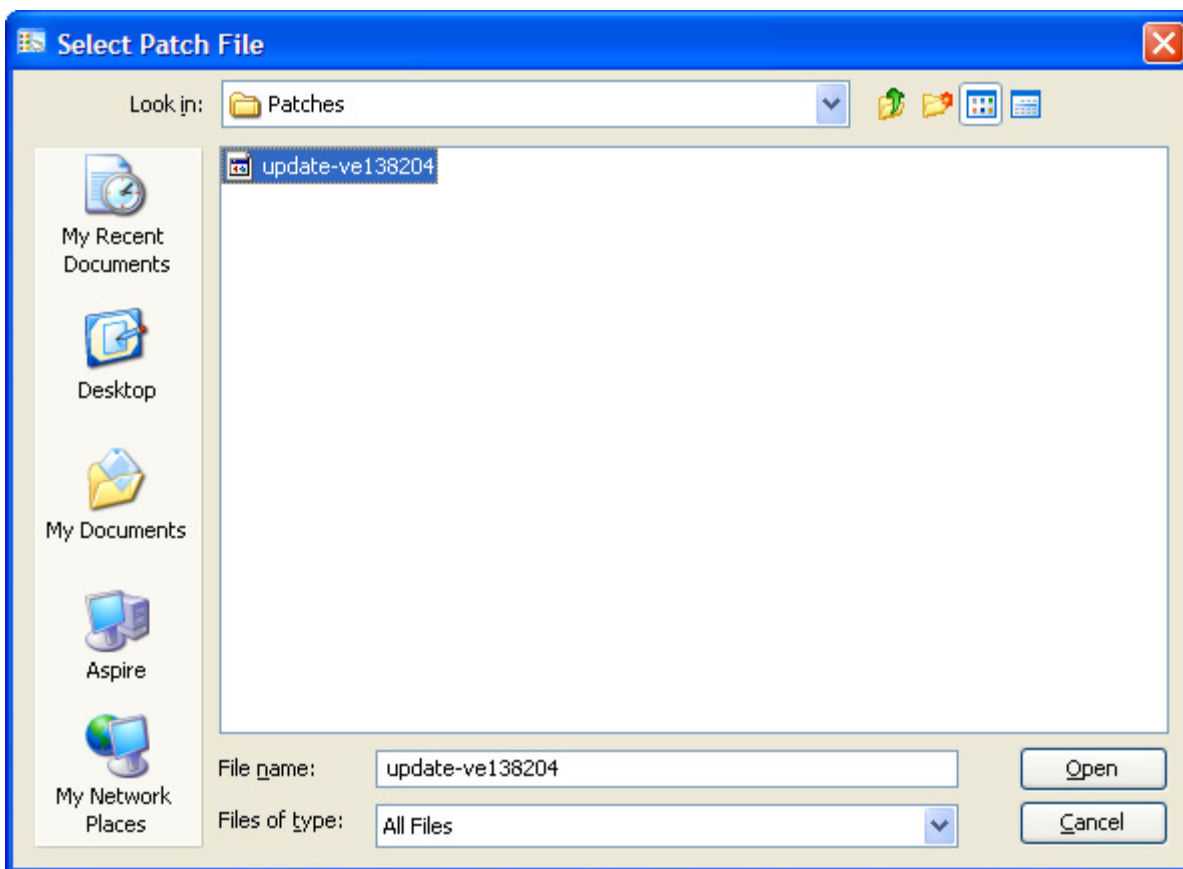 Select Patch File
Look in:
Patches
update-ve138204
My Recent
Documents
Desktop
My Documents
Aspire
My Network
Places
File name:
update-ve138204
Open
Files of type:
All Files
Cancel